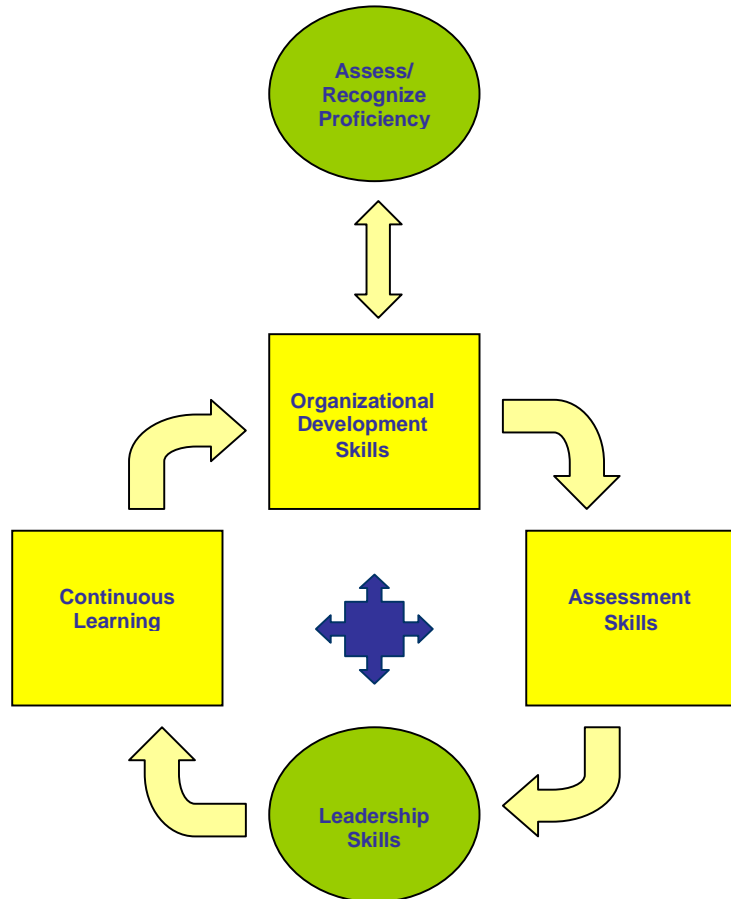 Assess/
Recognize
Proficiency
Organizational
Development
Skills
Continuous
Learning
Assessment
Skills
Leadership
Skills